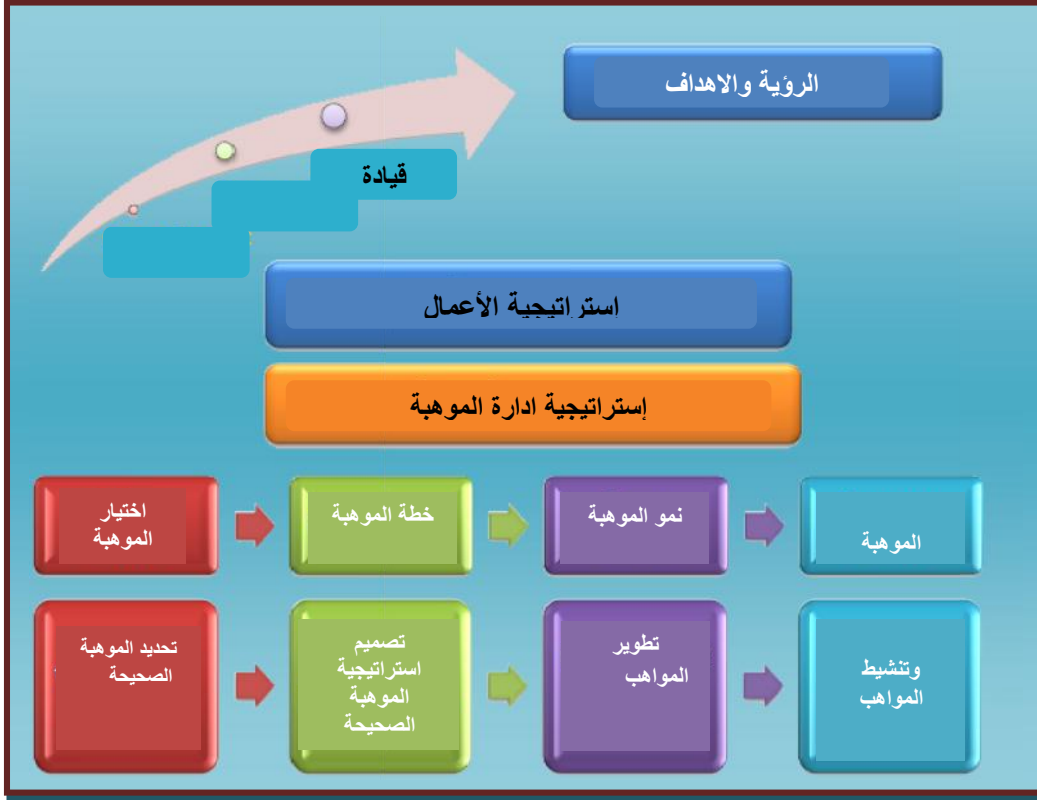 الرؤية والاهداف
قيادة
إستراتيجية الأعمال
إستراتيجية ادارة الموهبة
اختيار
الموهبة
خطة الموهبة
نمو الموهبة
الموهبة
تحديد الموهبة
الصحيحة
تصميم
استراتيجية
الموهبة
الصحيحة
تطوير
المواهب
وتنشيط
المواهب